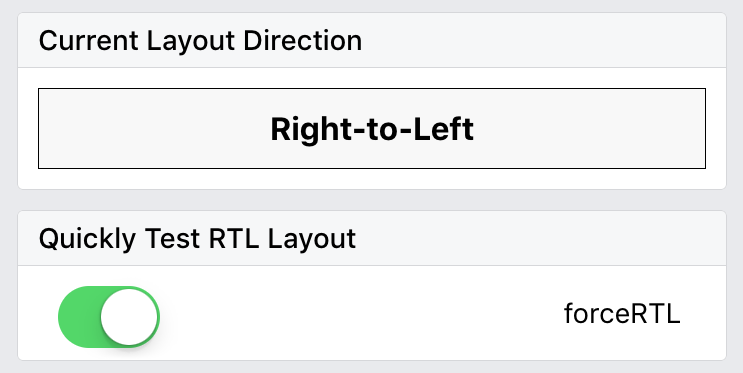 Current Layout Direction
Right-to-Left
Quickly Test RTL Layout
forceRTL